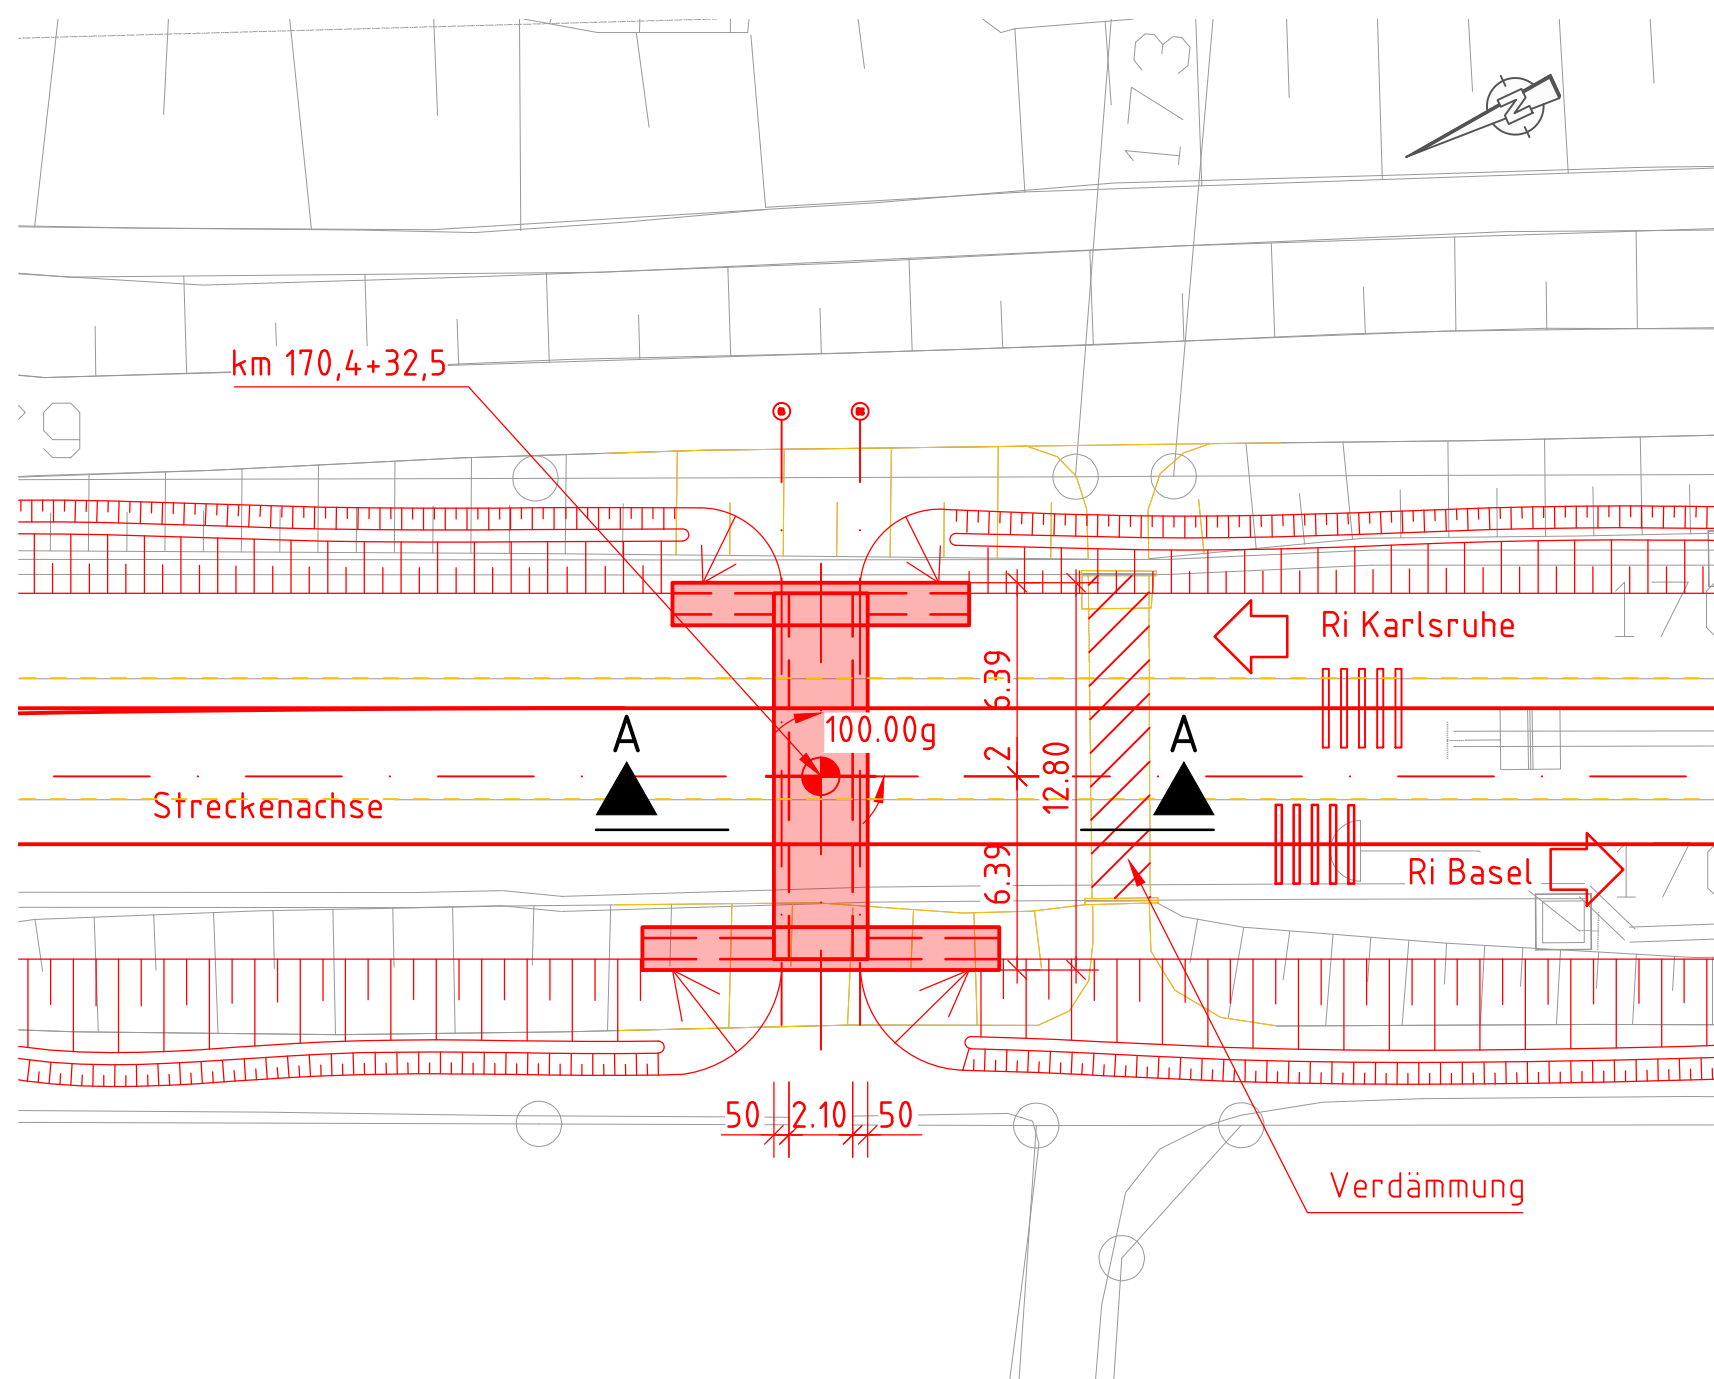 173
N
km 170,4+32,5
9
Ri Karlsruhe
6.39
100.00g
A
A
2
12.80
Streckenachse
6.39
Ri Basel
50
2.10
50
Verdämmung